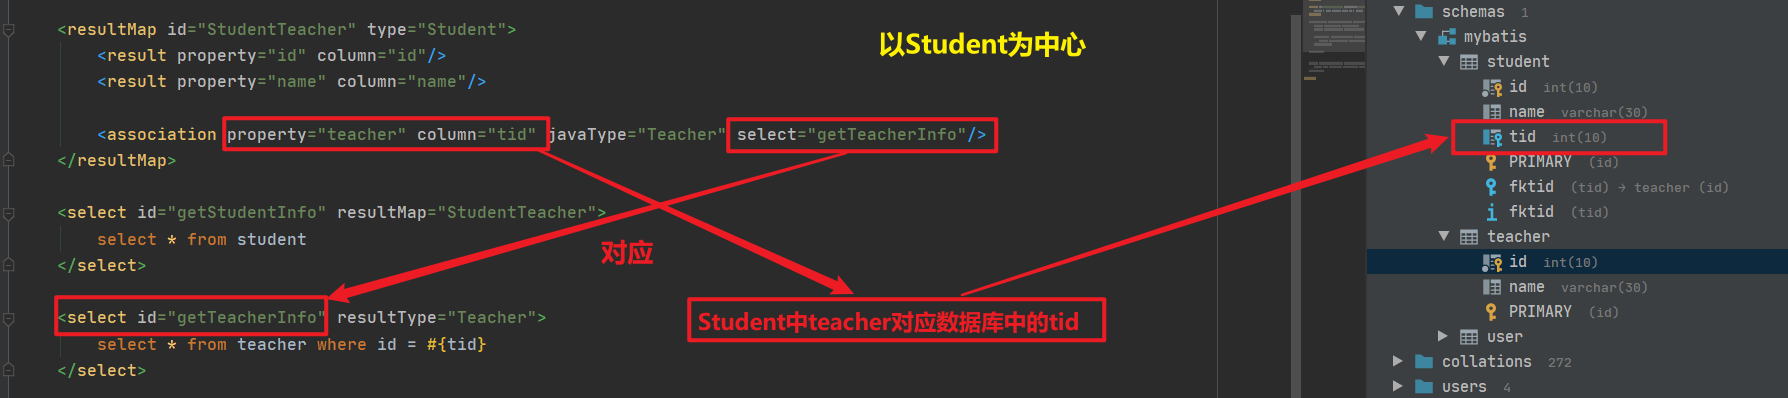 <resultMap id="StudentTeacher" type="Student">
以Student为中心
<result property="id" column="id"/>
<result property="name" column="name"/>
<association property="teacher" column="tid" javaType="Teacher" select="getTeacherInfo"/>
</resultMap>
<select id="getStudentInfo" resultMap="StudentTeacher">
select * from student
对应
</select>
<select id="getTeacherInfo" resultType="Teacher">
Student中teacher对应数据库中的tid
select * from teacher where id = #{tid}
</select>
schemas 1
mybatis
student
id int(10)
name varchar(30)
tid int(10)
PRIMARY (id)
fktid (tid) → teacher (id)
fktid (tid)
teacher
id int(10)
name varchar(30)
PRIMARY (id)
user
collations 272
users 4